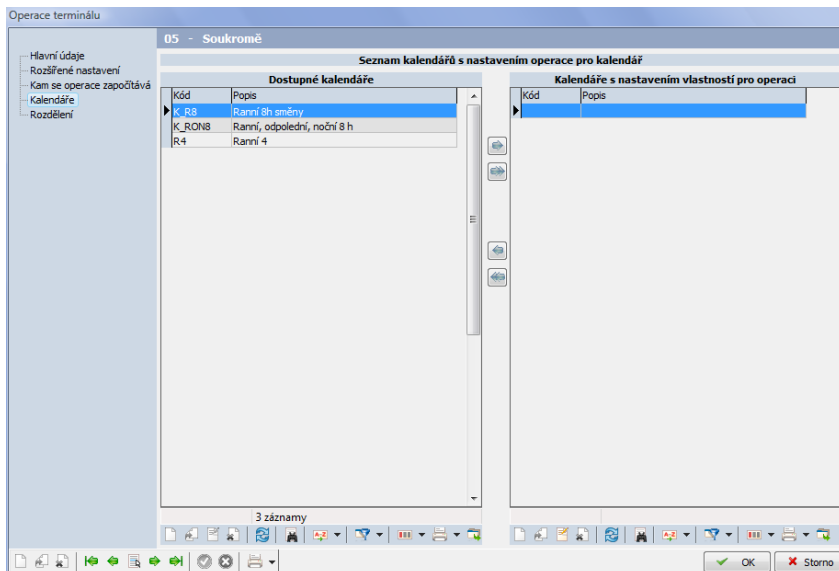 Operace terminálu
05 - Soukromě
Hlavní údaje
Rozšířené nastavení
Kam se operace započítává
Kalendáře
Rozdělení
Seznam kalendářů s nastavením operace pro kalendář
Dostupné kalendáře
Kód Popis
K_R8 Ranní 8h směny
K_RON8 Ranní, odpolední, noční 8 h
R4 Ranní 4
3 záznamy
Kalendáře s nastavením vlastností pro operaci
Kód Popis
OK
Storno